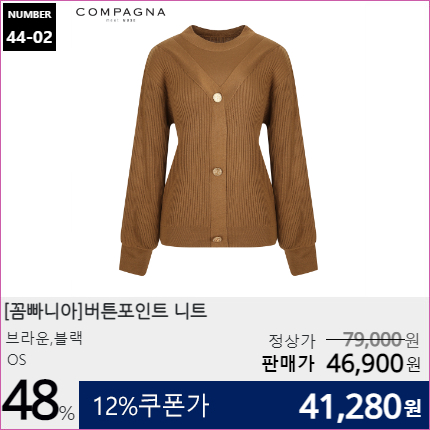 NUMBER
44-02
COMPAGNA
[꼼빠니아]버튼포인트 니트
브라운,블랙
OS
정상가 79,000원
판매가 46,900원
48%
12%쿠폰가
41,280원